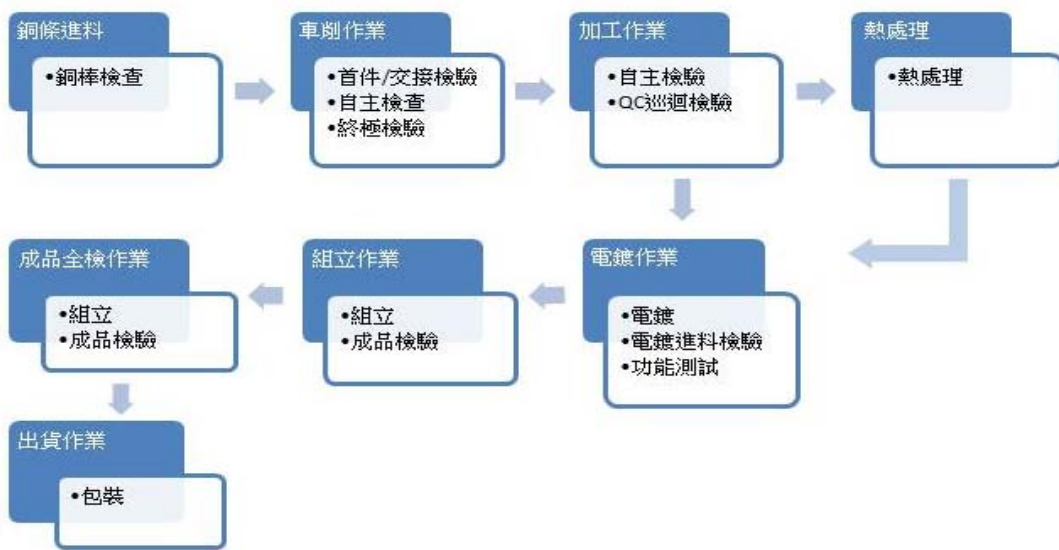 銅條進料
•銅棒檢查
車削作業
•首件/交接檢驗
•自主檢查
•終極檢驗
加工作業
•自主檢驗
•QC巡迴檢驗
熱處理
•熱處理
成品全檢作業
•組立
•成品檢驗
組立作業
•組立
•成品檢驗
電鍍作業
•電鍍
•電鍍進料檢驗
•功能測試
出貨作業
•包裝